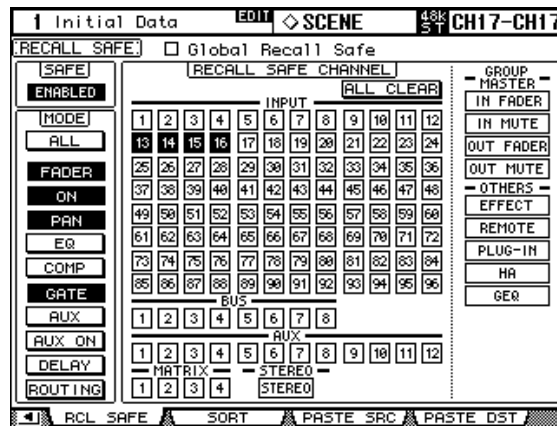 1 Initial Data EDIT ◇SCENE 48k ST CH17-CH17
RECALL SAFE □ Global Recall Safe
SAFE
ENABLED
MODE
ALL
FADER
ON
PAN
EQ
COMP
GATE
AUX
AUX ON
DELAY
ROUTING
RECALL SAFE CHANNEL
ALL CLEAR
INPUT
1 2 3 4 5 6 7 8 9 10 11 12
13 14 15 16 17 18 19 20 21 22 23 24
25 26 27 28 29 30 31 32 33 34 35 36
37 38 39 40 41 42 43 44 45 46 47 48
49 50 51 52 53 54 55 56 57 58 59 60
61 62 63 64 65 66 67 68 69 70 71 72
73 74 75 76 77 78 79 80 81 82 83 84
85 86 87 88 89 90 91 92 93 94 95 96
BUS
1 2 3 4 5 6 7 8
AUX
1 2 3 4 5 6 7 8 9 10 11 12
MATRIX STEREO
1 2 3 4 STEREO
GROUP
MASTER
IN FADER
IN MUTE
OUT FADER
OUT MUTE
OTHERS
EFFECT
REMOTE
PLUG-IN
HA
GEQ
RCL SAFE SORT PASTE SRC PASTE DST